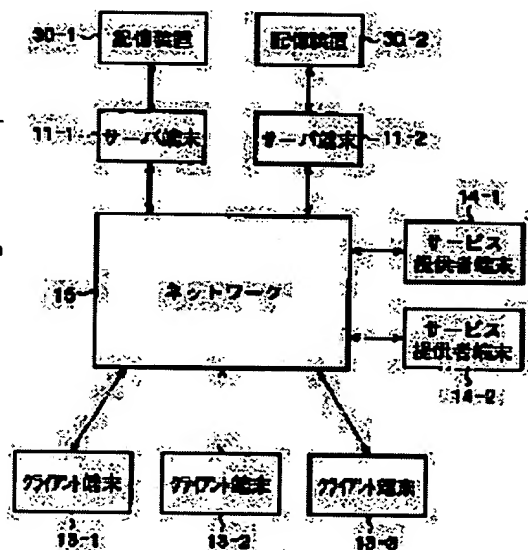 30-1 記憶装置
記憶装置 30-2
11-1 サーバ端末
サーバ端末 11-2
14-1
サービス
提供者端末
15 ネットワーク
サービス
提供者端末
14-2
クライアント端末
クライアント端末
クライアント端末
13-1
13-2
13-3